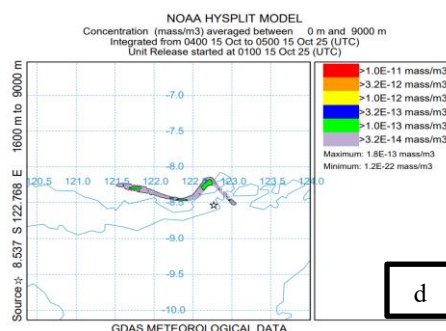 NOAA HYSPLIT MODEL
Concentration (mass/m3) averaged between 0 m and 9000 m
Integrated from 0400 15 Oct to 0500 15 Oct 25 (UTC)
Unit Release started at 0100 15 Oct 25 (UTC)
Source ☆ 8.537 S 122.768 E 1600 m to 9000 m
-7.0
-7.5
-8.0
120.5 121.0 121.5 122.0 122.5 123.0 123.5 124.0
-8.5
-9.0
-9.5
-10.0
>1.0E-11 mass/m3
>3.2E-12 mass/m3
>1.0E-12 mass/m3
>3.2E-13 mass/m3
>1.0E-13 mass/m3
>3.2E-14 mass/m3
Maximum: 1.8E-13 mass/m3
Minimum: 1.2E-22 mass/m3
d
GDAS METEOROLOGICAL DATA